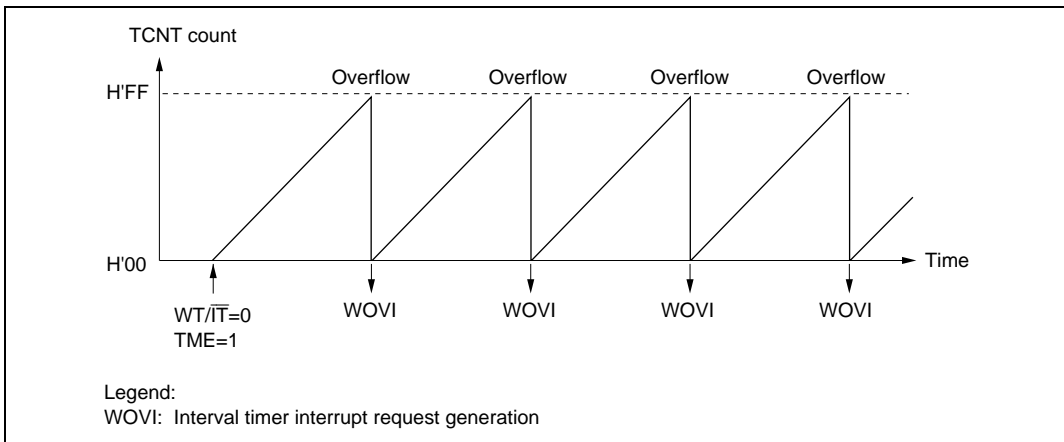 TCNT count
Overflow Overflow Overflow Overflow
H'FF
H'00
Time
WT/I̅T̅=0
TME=1
WOVI WOVI WOVI WOVI
Legend:
WOVI: Interval timer interrupt request generation